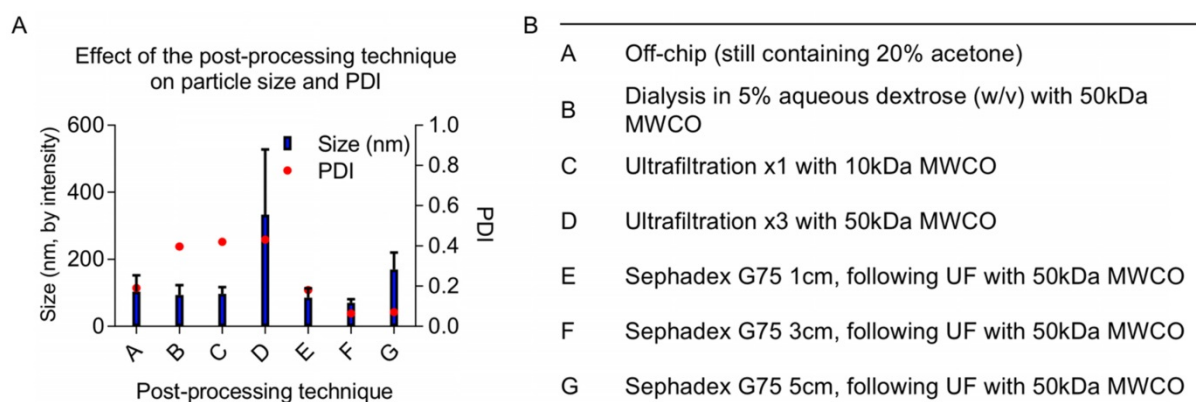 A
Effect of the post-processing technique
on particle size and PDI
Size (nm, by intensity)
600
400
200
0
Size (nm)
PDI
1.0
0.8
0.6
0.4
0.2
0.0
PDI
A
B
C
D
E
F
G
Post-processing technique
B
A Off-chip (still containing 20% acetone)
B Dialysis in 5% aqueous dextrose (w/v) with 50kDa
MWCO
C Ultrafiltration x1 with 10kDa MWCO
D Ultrafiltration x3 with 50kDa MWCO
E Sephadex G75 1cm, following UF with 50kDa MWCO
F Sephadex G75 3cm, following UF with 50kDa MWCO
G Sephadex G75 5cm, following UF with 50kDa MWCO